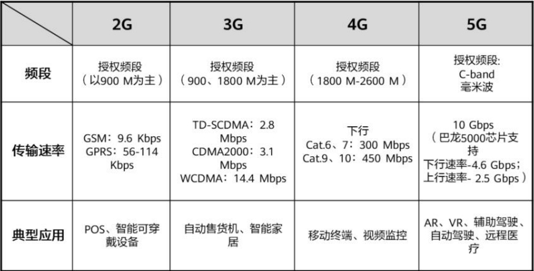 2G 3G 4G 5G
频段
授权频段
（以900 M为主）
授权频段
（900、1800 M为主）
授权频段
（1800 M-2600 M）
授权频段:
C-band
毫米波
传输速率
GSM：9.6 Kbps
GPRS：56-114
Kbps
TD-SCDMA：2.8
Mbps
CDMA2000：3.1
Mbps
WCDMA：14.4 Mbps
下行
Cat.6、7：300 Mbps
Cat.9、10：450 Mbps
10 Gbps
（巴龙5000芯片支
持
下行速率-4.6 Gbps；
上行速率- 2.5 Gbps）
典型应用
POS、智能可穿
戴设备
自动售货机、智能家
居
移动终端、视频监控
AR、VR、辅助驾驶、
自动驾驶、远程医
疗